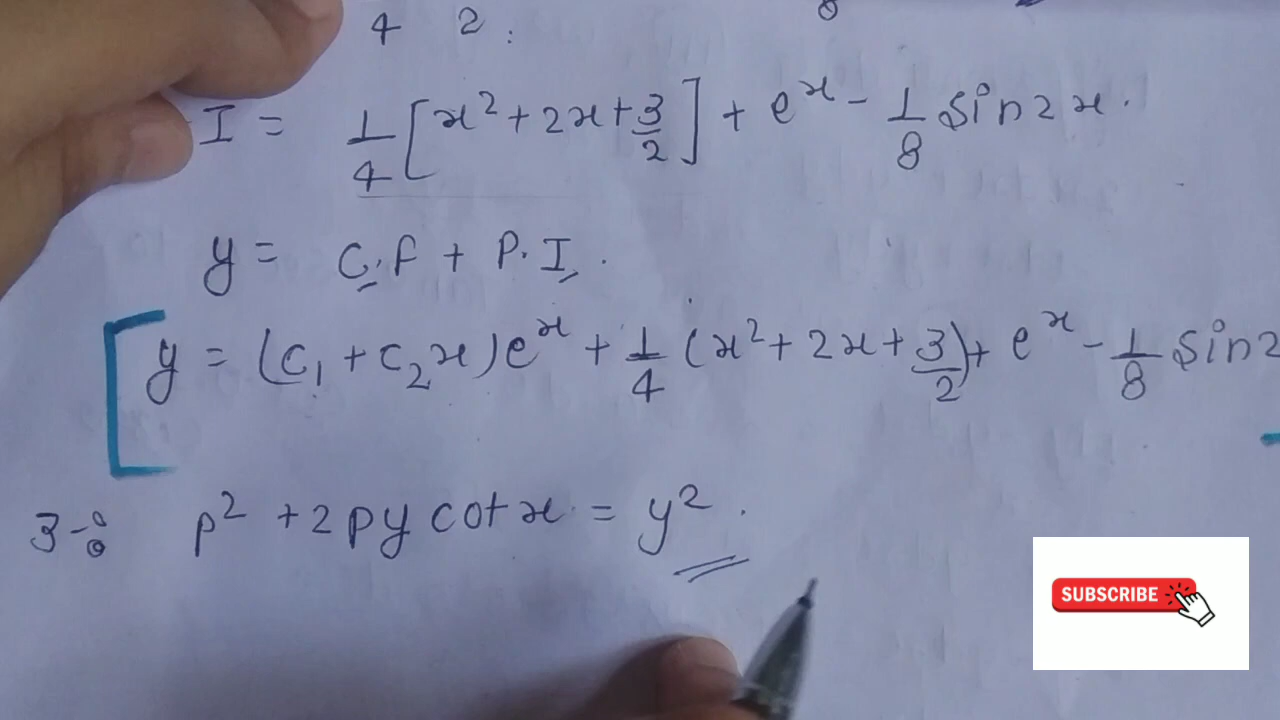 4 2
I = 1/4 [x² + 2x + 3/2] + eˣ - 1/8 Sin2x.
y = C.F + P.I.
y = (C₁ + C₂x)eˣ + 1/4 (x² + 2x + 3/2) + eˣ - 1/8 Sin2
3- p² + 2py cotx = y².
SUBSCRIBE